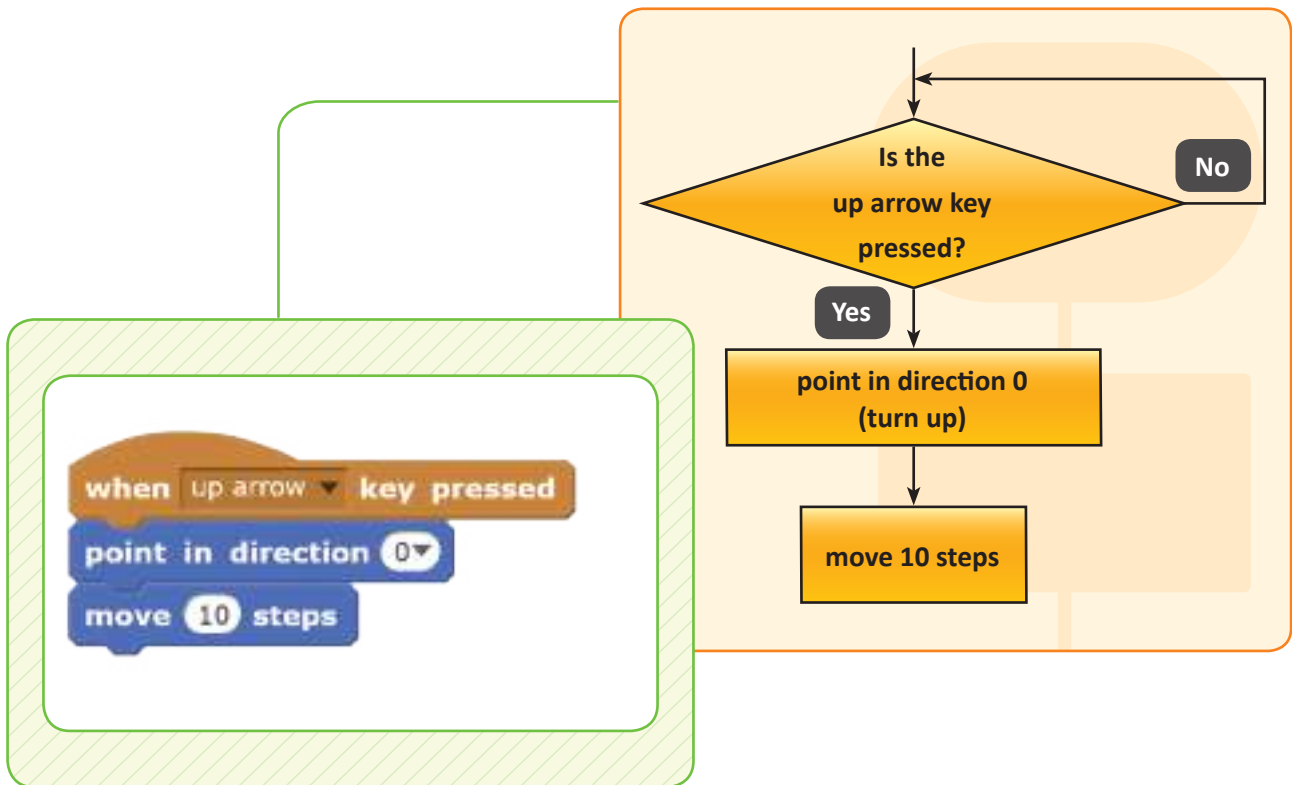 Is the
up arrow key
pressed?
No
Yes
point in direction 0
(turn up)
move 10 steps
when up arrow key pressed
point in direction 0
move 10 steps